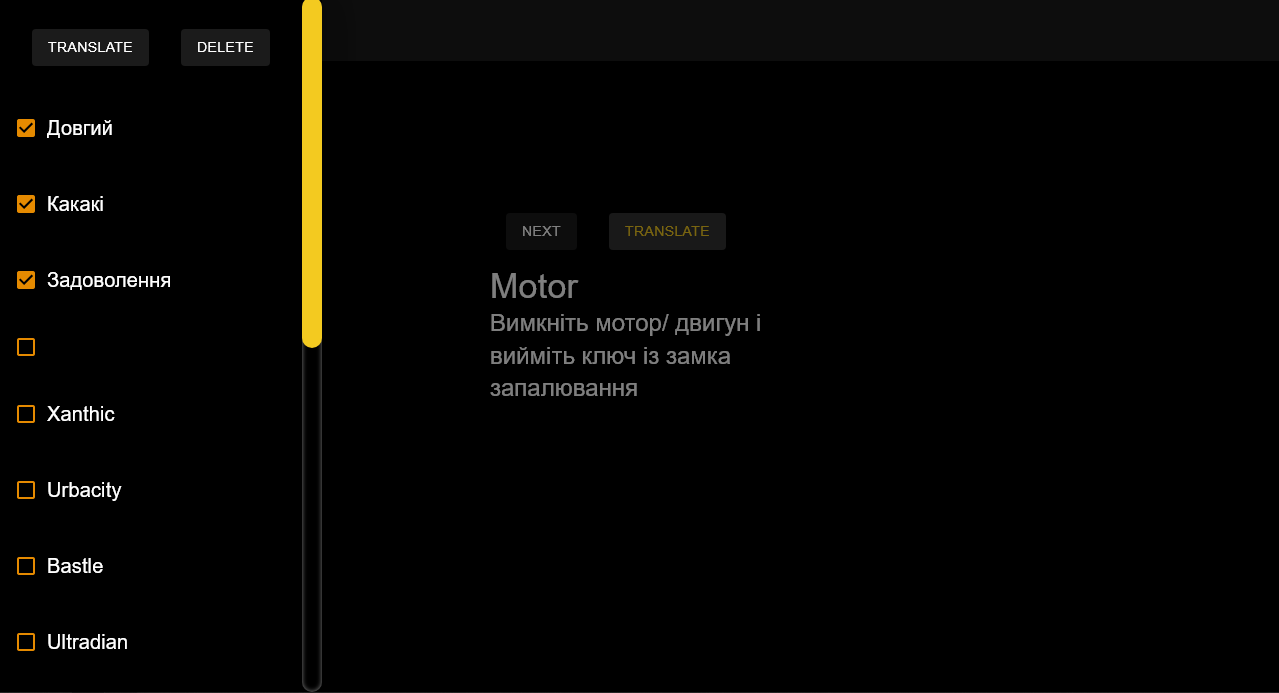 TRANSLATE DELETE
Довгий
Какакі
Задоволення
Xanthic
Urbacity
Bastle
Ultradian
NEXT TRANSLATE
Motor
Вимкніть мотор/ двигун і
вийміть ключ із замка
запалювання